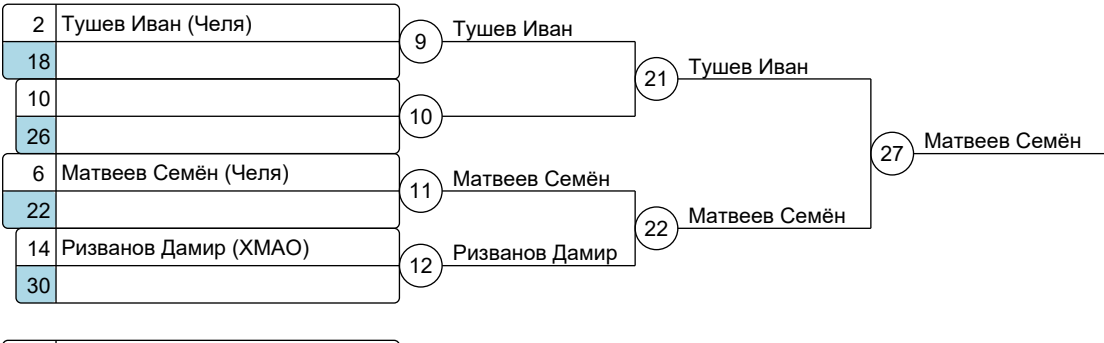 2 Тушев Иван (Челя)
18
9 Тушев Иван
21 Тушев Иван
10
26
10
27 Матвеев Семён
6 Матвеев Семён (Челя)
22
11 Матвеев Семён
22 Матвеев Семён
14 Ризванов Дамир (ХМАО)
30
12 Ризванов Дамир